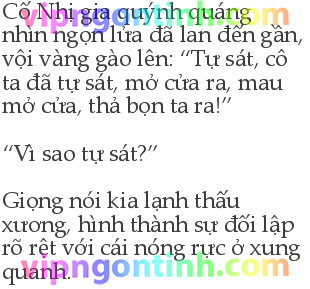 Cố Nhị gia quýnh quáng
nhìn ngọn lửa đã lan đến gần,
vội vàng gào lên: “Tự sát, cô
ta đã tự sát, mở cửa ra, mau
mở cửa, thả bọn ta ra!”
“Vì sao tự sát?”
Giọng nói kia lạnh thấu
xương, hình thành sự đối lập
rõ rệt với cái nóng rực ở xung
quanh.
vipngontinh.com
vipngontinh.com